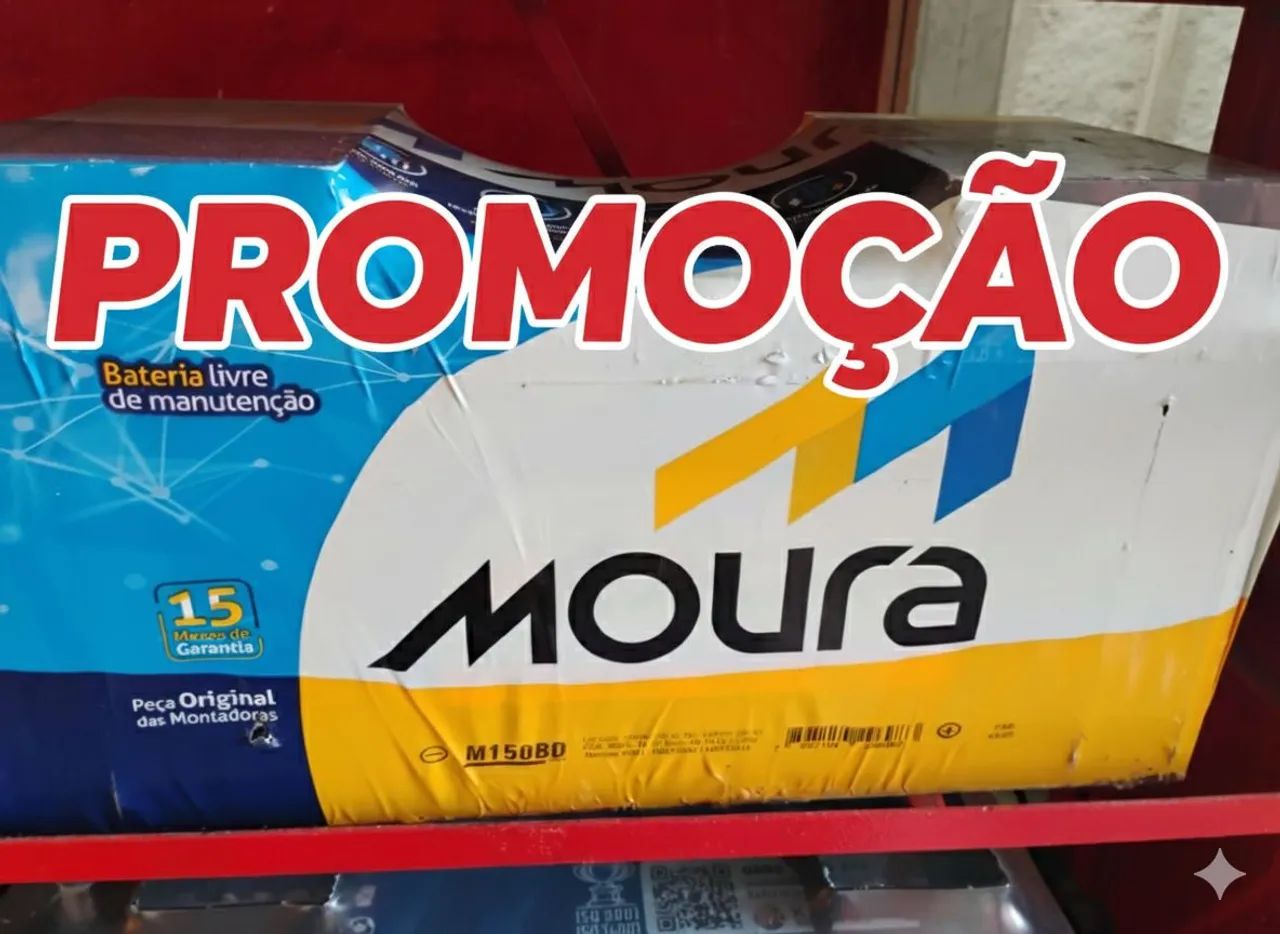 PROMOÇÃO
Bateria livre
de manutenção
moura
15
Meses de
Garantia
Peça Original
das Montadoras
M150BD